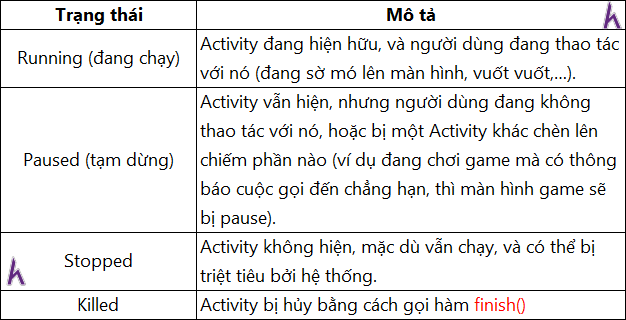 Trạng thái
Mô tả
Running (đang chạy)
Activity đang hiện hữu, và người dùng đang thao tác
với nó (đang sờ mó lên màn hình, vuốt vuốt,...).
Paused (tạm dừng)
Activity vẫn hiện, nhưng người dùng đang không
thao tác với nó, hoặc bị một Activity khác chèn lên
chiếm phần nào (ví dụ đang chơi game mà có thông
báo cuộc gọi đến chẳng hạn, thì màn hình game sẽ
bị pause).
Stopped
Activity không hiện, mặc dù vẫn chạy, và có thể bị
triệt tiêu bởi hệ thống.
Killed
Activity bị hủy bằng cách gọi hàm finish()